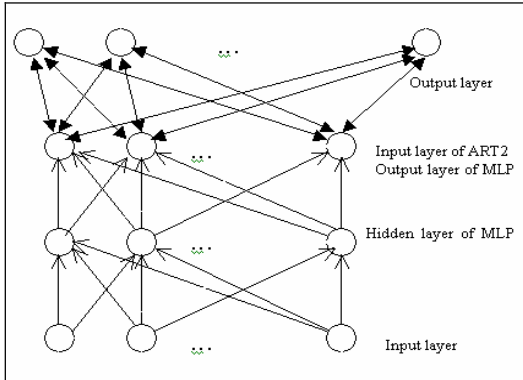 ...
Output layer
...
Input layer of ART2
Output layer of MLP
...
Hidden layer of MLP
...
Input layer